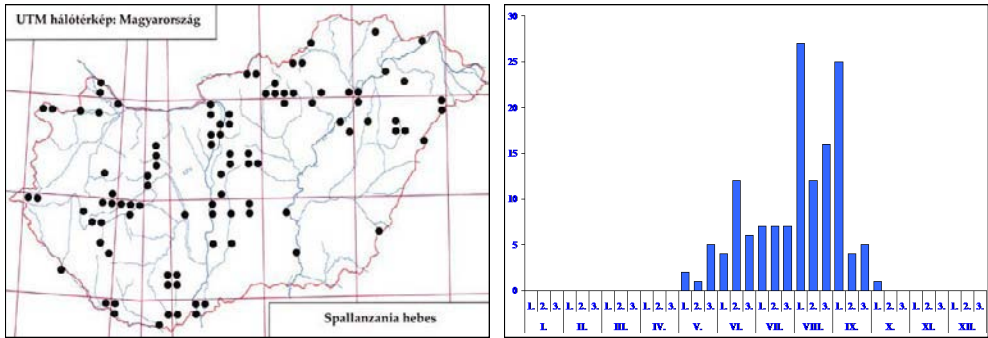 UTM hálótérkép: Magyarország
Spallanzania hebes
30
25
20
15
10
5
0
1. 2. 3. 1. 2. 3. 1. 2. 3. 1. 2. 3. 1. 2. 3. 1. 2. 3. 1. 2. 3. 1. 2. 3. 1. 2. 3. 1. 2. 3. 1. 2. 3. 1. 2. 3.
I. II. III. IV. V. VI. VII. VIII. IX. X. XI. XII.